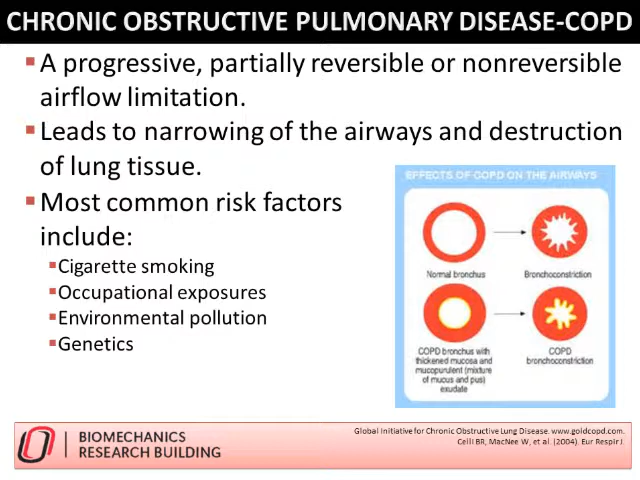 CHRONIC OBSTRUCTIVE PULMONARY DISEASE-COPD
A progressive, partially reversible or nonreversible
airflow limitation.
Leads to narrowing of the airways and destruction
of lung tissue.
Most common risk factors
include:
Cigarette smoking
Occupational exposures
Environmental pollution
Genetics
EFFECTS OF COPD ON THE AIRWAYS
Normal bronchus
Bronchoconstriction
COPD bronchus with
thickened mucosa and
mucopurulent (mixture
of mucus and pus)
exudate
COPD
bronchoconstriction
BIOMECHANICS
RESEARCH BUILDING
Global Initiative for Chronic Obstructive Lung Disease. www.goldcopd.com.
Celli BR, MacNee W, et al. (2004). Eur Respir J.